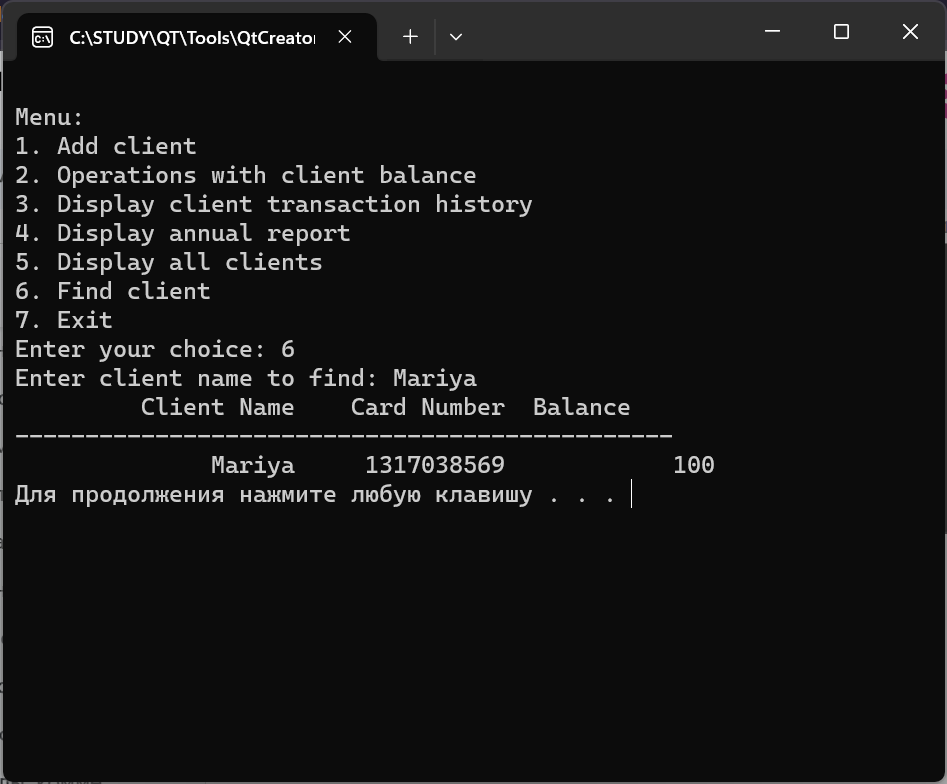 C:\STUDY\QT\Tools\QtCreator
Menu:
1. Add client
2. Operations with client balance
3. Display client transaction history
4. Display annual report
5. Display all clients
6. Find client
7. Exit
Enter your choice: 6
Enter client name to find: Mariya
Client Name Card Number Balance
-----------------------------------------------
Mariya 1317038569 100
Для продолжения нажмите любую клавишу . . .